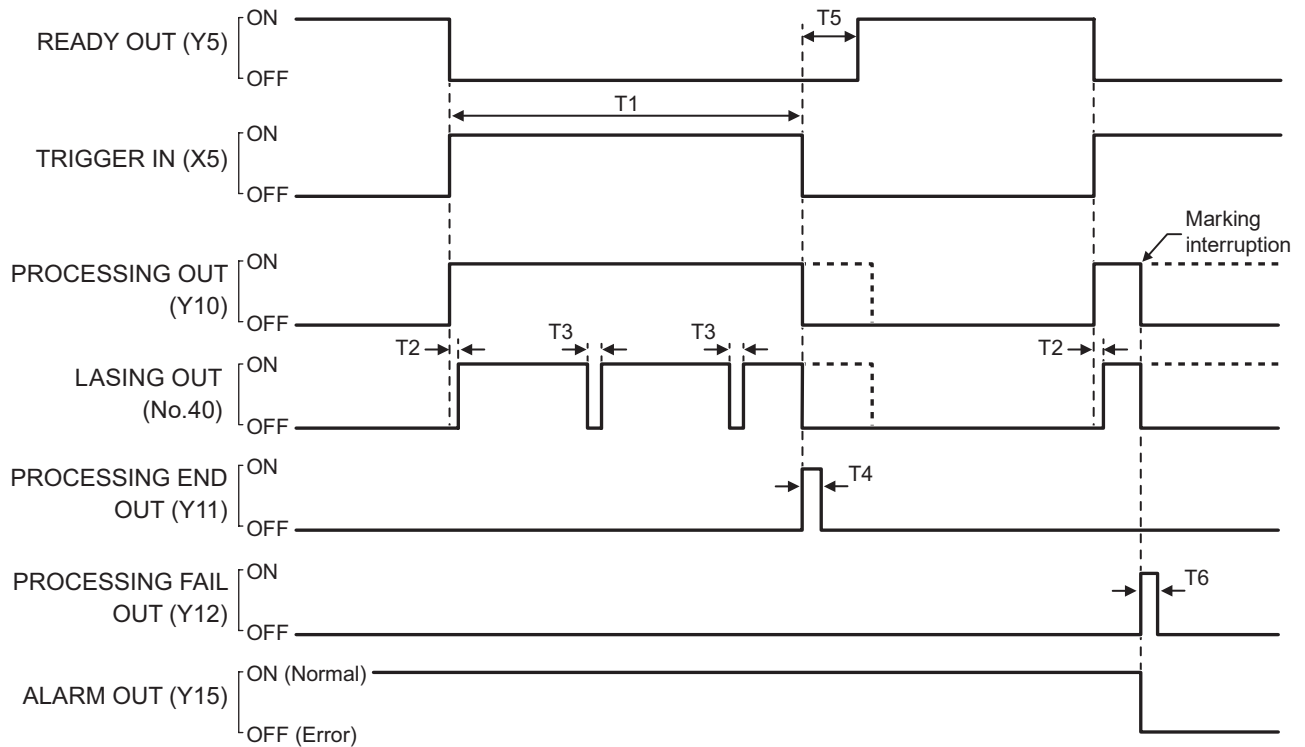 READY OUT (Y5)
ON
OFF
T5
T1
TRIGGER IN (X5)
ON
OFF
Marking
interruption
PROCESSING OUT
(Y10)
ON
OFF
T2
T3
T3
T2
LASING OUT
(No.40)
ON
OFF
PROCESSING END
OUT (Y11)
ON
OFF
T4
PROCESSING FAIL
OUT (Y12)
ON
OFF
T6
ALARM OUT (Y15)
ON (Normal)
OFF (Error)